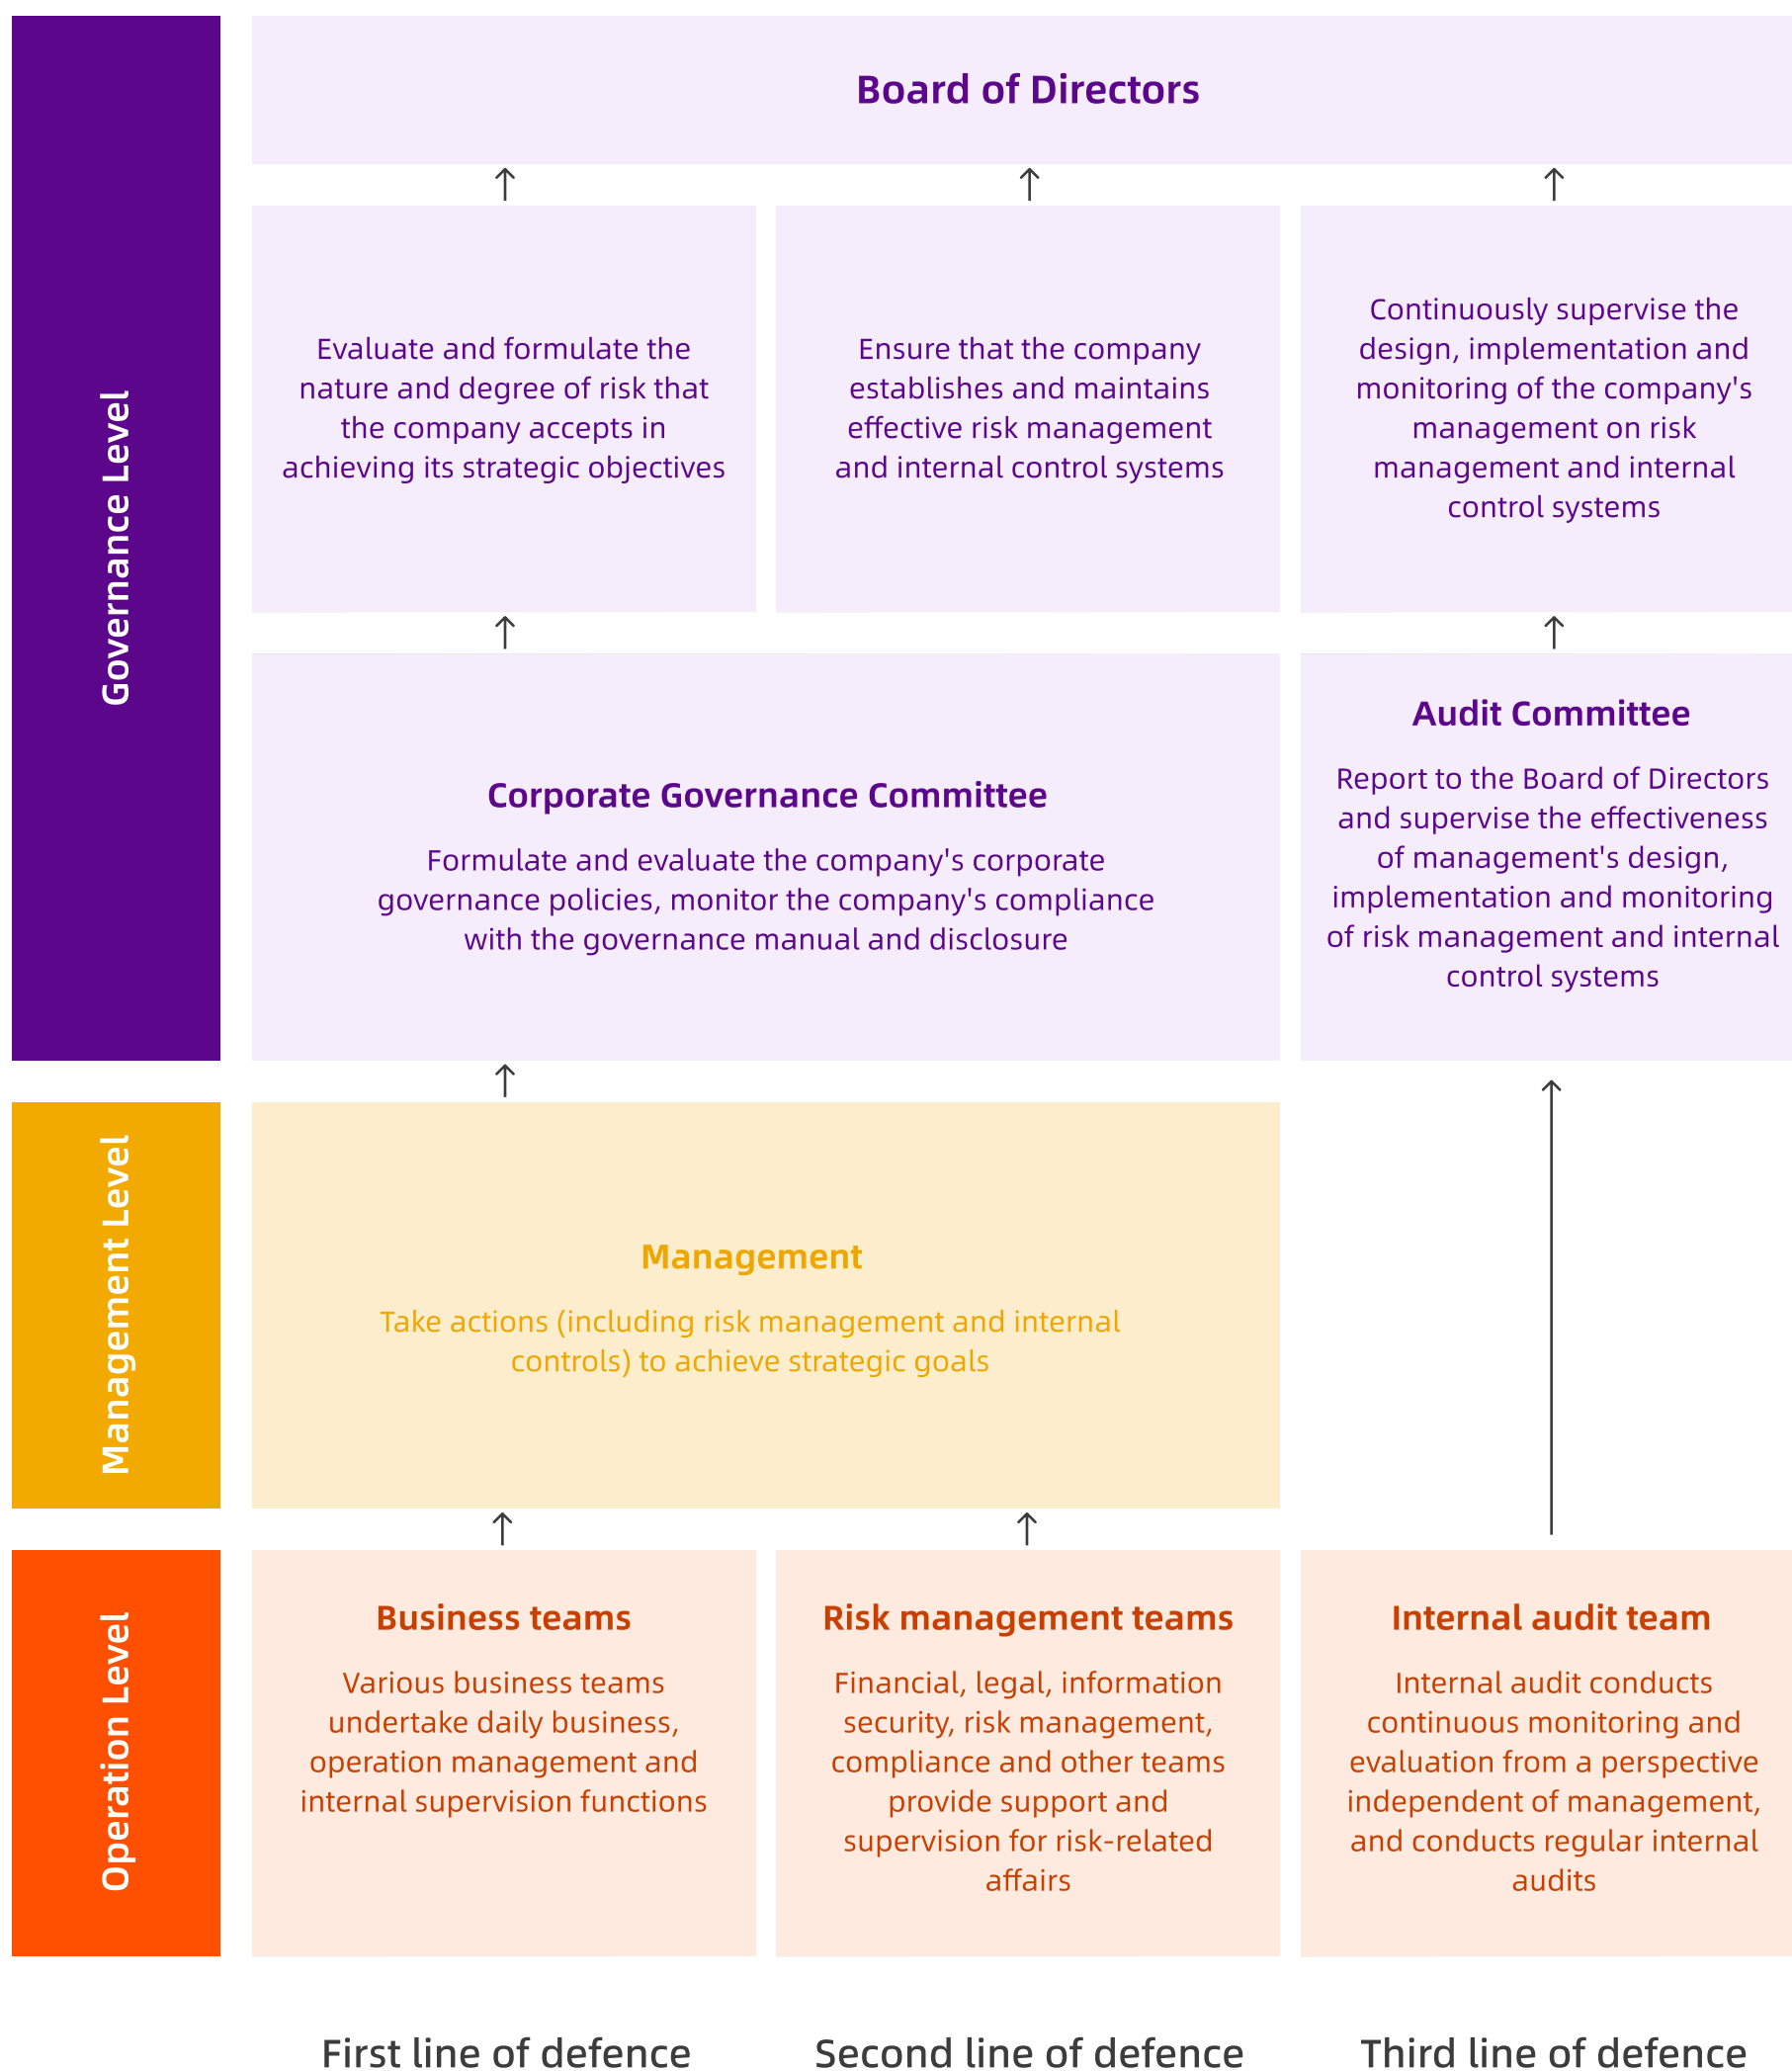 Governance Level
Board of Directors
Evaluate and formulate the
nature and degree of risk that
the company accepts in
achieving its strategic objectives
Ensure that the company
establishes and maintains
effective risk management
and internal control systems
Continuously supervise the
design, implementation and
monitoring of the company's
management on risk
management and internal
control systems
Corporate Governance Committee
Formulate and evaluate the company's corporate
governance policies, monitor the company's compliance
with the governance manual and disclosure
Audit Committee
Report to the Board of Directors
and supervise the effectiveness
of management's design,
implementation and monitoring
of risk management and internal
control systems
Management Level
Management
Take actions (including risk management and internal
controls) to achieve strategic goals
Operation Level
Business teams
Various business teams
undertake daily business,
operation management and
internal supervision functions
Risk management teams
Financial, legal, information
security, risk management,
compliance and other teams
provide support and
supervision for risk-related
affairs
Internal audit team
Internal audit conducts
continuous monitoring and
evaluation from a perspective
independent of management,
and conducts regular internal
audits
First line of defence
Second line of defence
Third line of defence